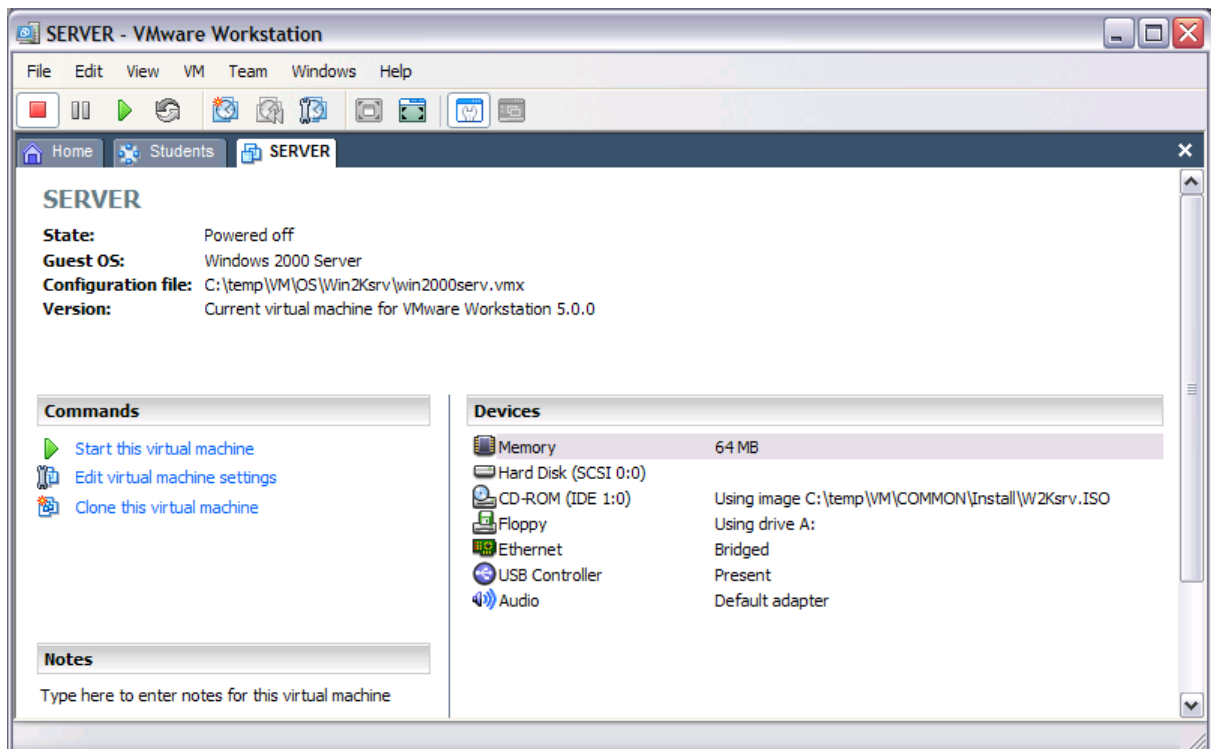 SERVER - VMware Workstation
File Edit View VM Team Windows Help
Home Students SERVER
SERVER
State: Powered off
Guest OS: Windows 2000 Server
Configuration file: C:\temp\VM\OS\Win2Ksrv\win2000serv.vmx
Version: Current virtual machine for VMware Workstation 5.0.0
Commands
Start this virtual machine
Edit virtual machine settings
Clone this virtual machine
Devices
Memory 64 MB
Hard Disk (SCSI 0:0)
CD-ROM (IDE 1:0) Using image C:\temp\VM\COMMON\Install\W2Ksrv.ISO
Floppy Using drive A:
Ethernet Bridged
USB Controller Present
Audio Default adapter
Notes
Type here to enter notes for this virtual machine